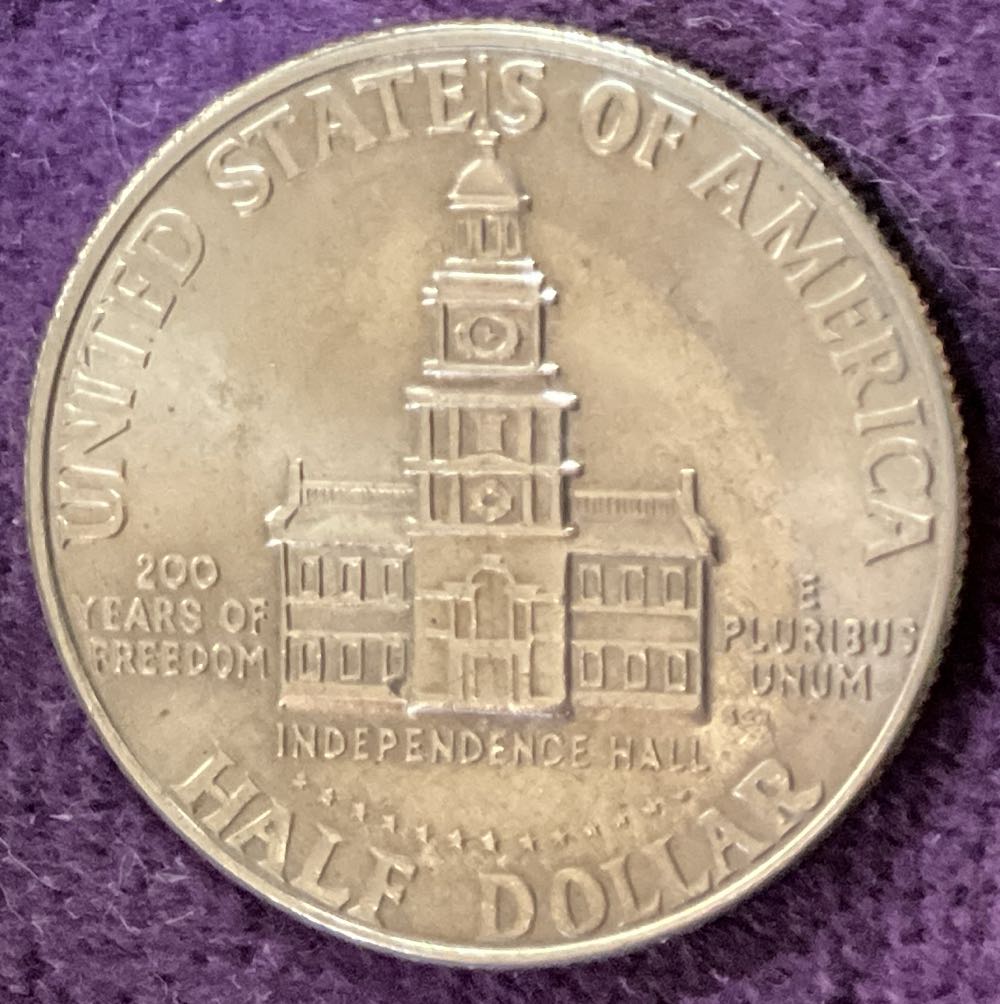 UNITED STATES OF AMERICA
200
YEARS OF
FREEDOM
E
PLURIBUS
UNUM
INDEPENDENCE HALL
HALF DOLLAR